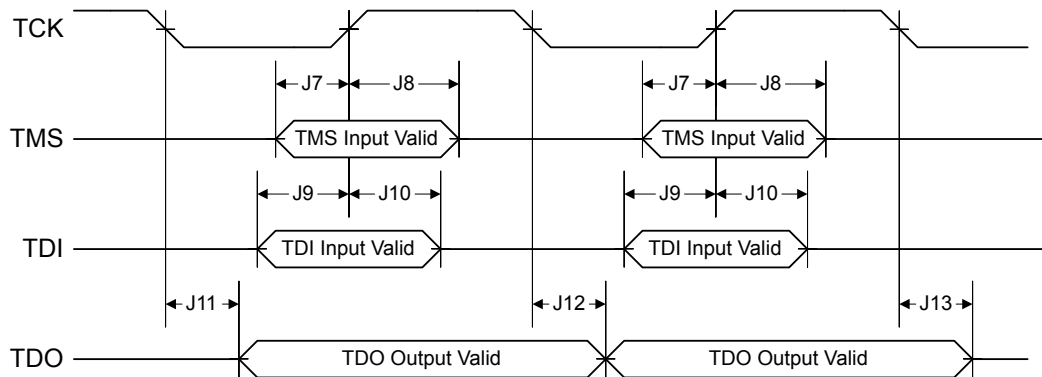 TCK
J7 J8 J7 J8
TMS TMS Input Valid TMS Input Valid
J9 J10 J9 J10
TDI TDI Input Valid TDI Input Valid
J11 J12 J13
TDO TDO Output Valid TDO Output Valid